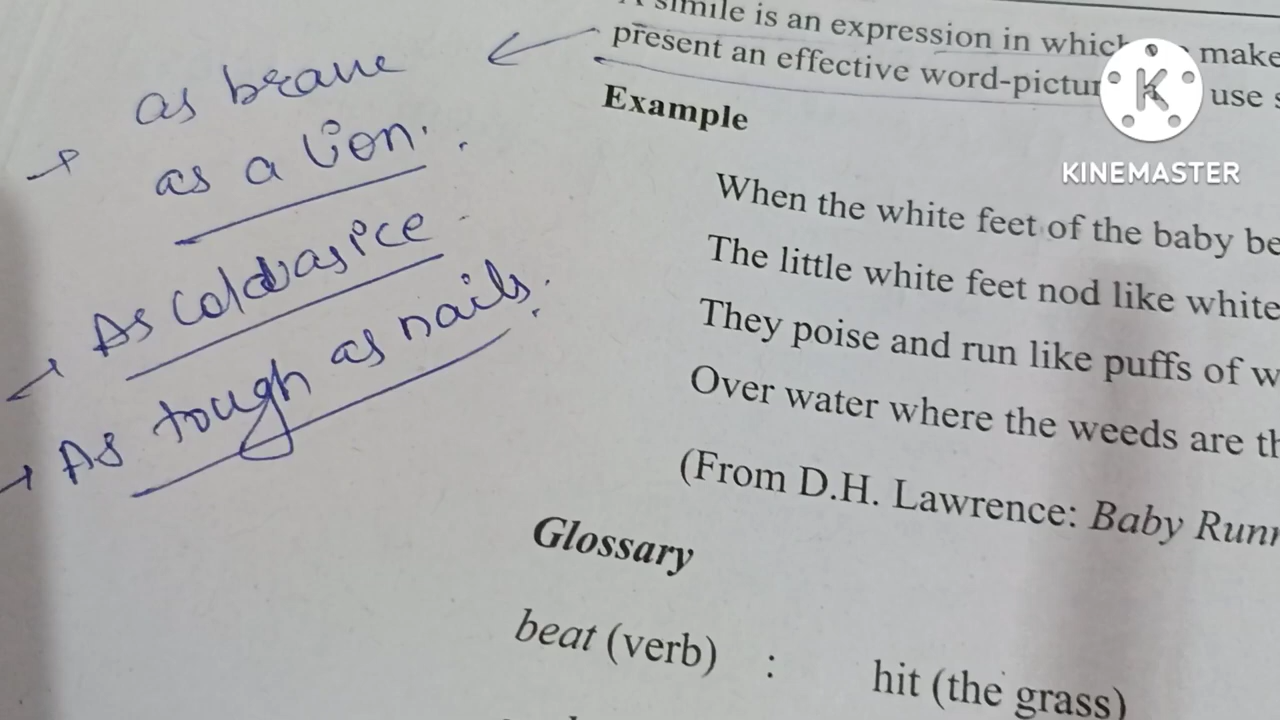 as brave
as a lion.
As cold as ice
As tough as nails.
A simile is an expression in which make
present an effective word-pictur use s
Example
When the white feet of the baby be
The little white feet nod like white
They poise and run like puffs of w
Over water where the weeds are th
(From D.H. Lawrence: Baby Runn
Glossary
beat (verb) : hit (the grass)
K
KINEMASTER